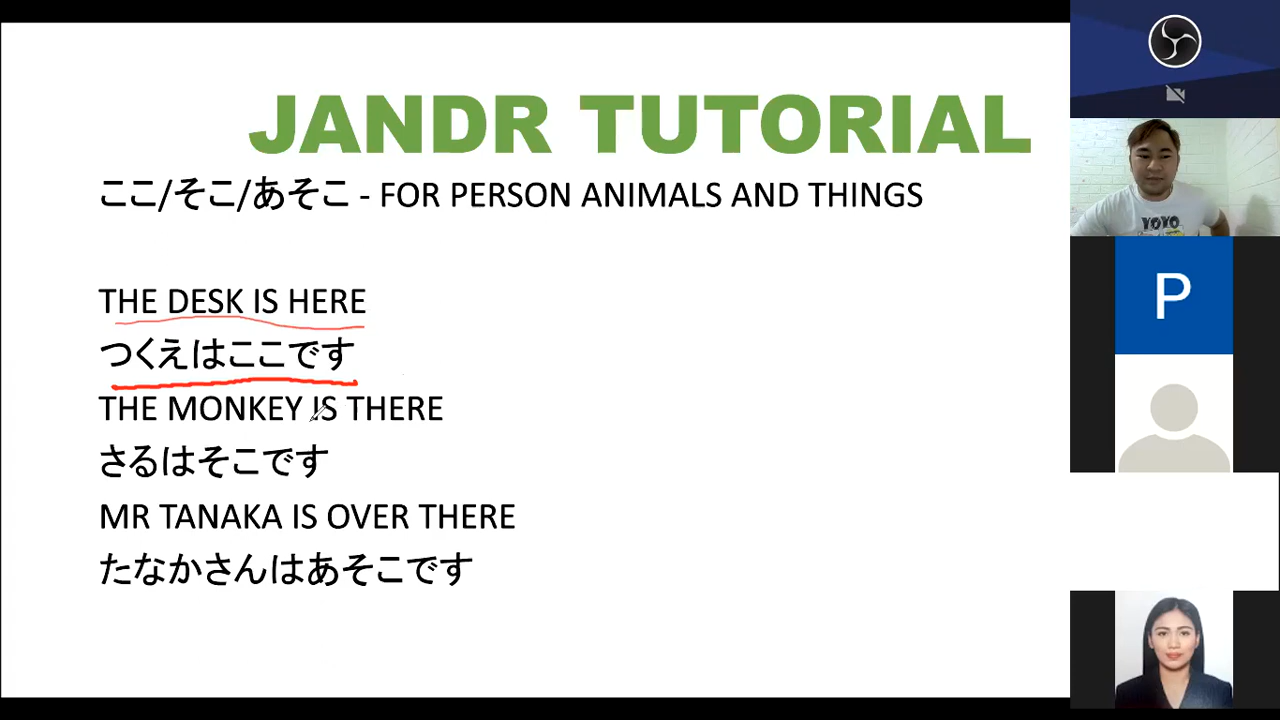 JANDR TUTORIAL
ここ/そこ/あそこ - FOR PERSON ANIMALS AND THINGS
THE DESK IS HERE
つくえはここです
THE MONKEY IS THERE
さるはそこです
MR TANAKA IS OVER THERE
たなかさんはあそこです
YOYO
P